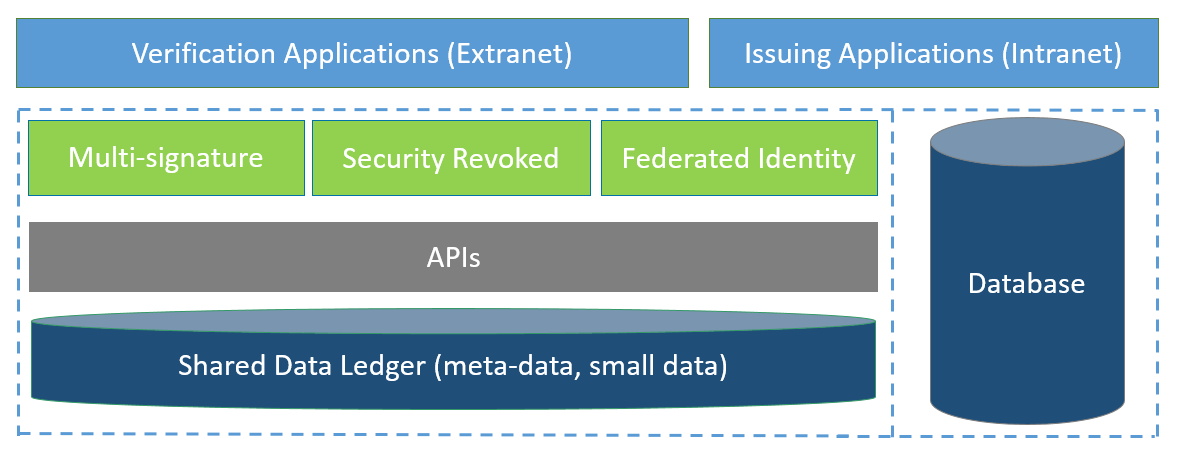 Verification Applications (Extranet)
Issuing Applications (Intranet)
Multi-signature
Security Revoked
Federated Identity
APIs
Database
Shared Data Ledger (meta-data, small data)